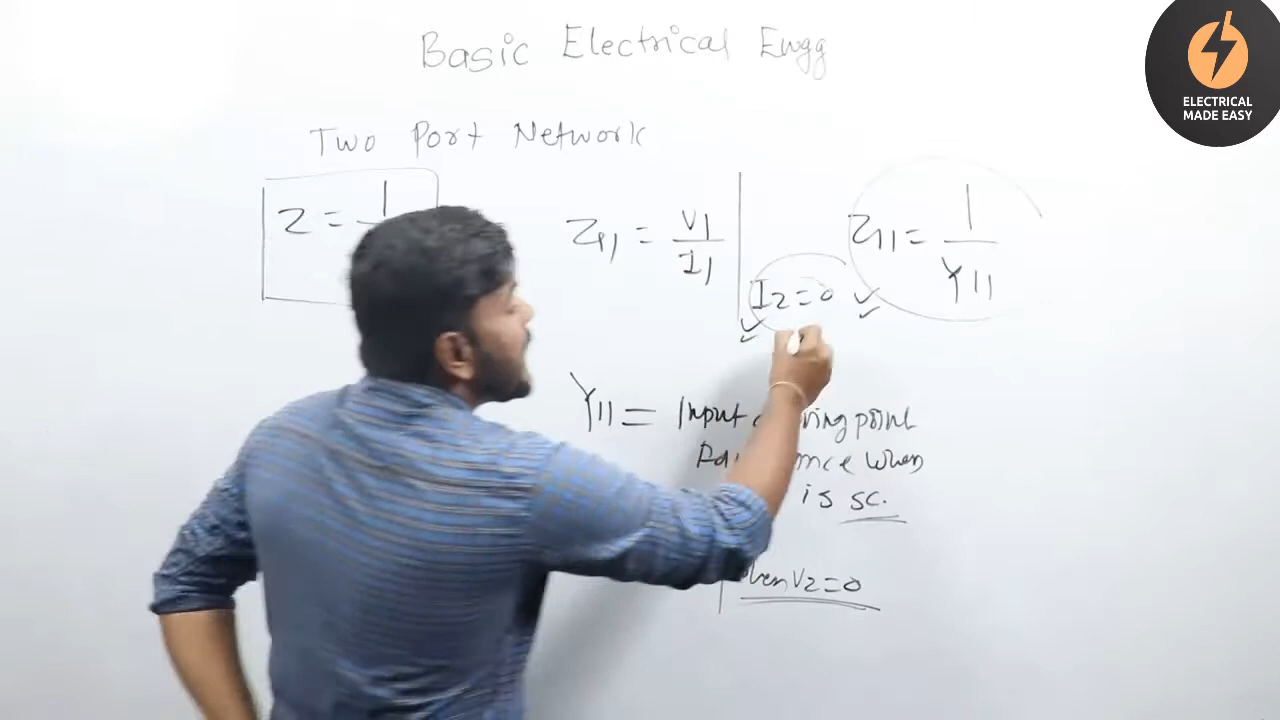 Basic Electrical Engg
ELECTRICAL
MADE EASY
Two Port Network
Z = 1
Z11 = V1/I1 | I2=0
Z11 = 1/Y11
Y11 = Input point
when
is sc.
V2=0